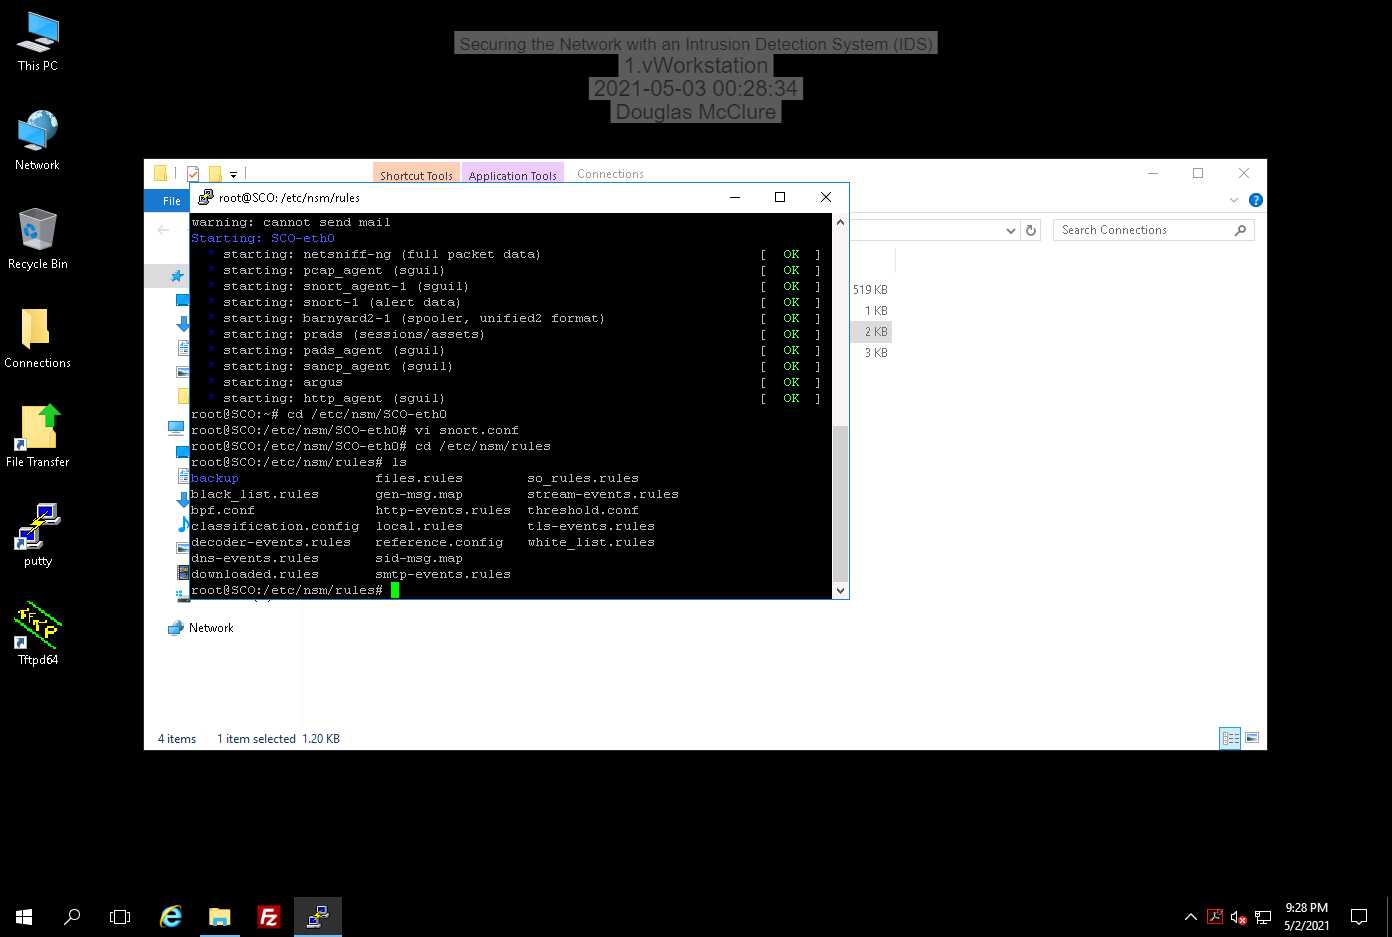 Securing the Network with an Intrusion Detection System (IDS)
1.vWorkstation
2021-05-03 00:28:34
Douglas McClure
This PC
Network
Recycle Bin
Connections
File Transfer
putty
Tftpd64
Shortcut Tools
Application Tools
Connections
File
Search Connections
519 KB
1 KB
2 KB
3 KB
root@SCO: /etc/nsm/rules
warning: cannot send mail
Starting: SCO-eth0
* starting: netsniff-ng (full packet data) [ OK ]
* starting: pcap_agent (sguil) [ OK ]
* starting: snort_agent-1 (sguil) [ OK ]
* starting: snort-1 (alert data) [ OK ]
* starting: barnyard2-1 (spooler, unified2 format) [ OK ]
* starting: prads (sessions/assets) [ OK ]
* starting: pads_agent (sguil) [ OK ]
* starting: sancp_agent (sguil) [ OK ]
* starting: argus [ OK ]
* starting: http_agent (sguil) [ OK ]
root@SCO:~# cd /etc/nsm/SCO-eth0
root@SCO:/etc/nsm/SCO-eth0# vi snort.conf
root@SCO:/etc/nsm/SCO-eth0# cd /etc/nsm/rules
root@SCO:/etc/nsm/rules# ls
backup files.rules so_rules.rules
black_list.rules gen-msg.map stream-events.rules
bpf.conf http-events.rules threshold.conf
classification.config local.rules tls-events.rules
decoder-events.rules reference.config white_list.rules
dns-events.rules sid-msg.map
downloaded.rules smtp-events.rules
root@SCO:/etc/nsm/rules#
Network
4 items 1 item selected 1.20 KB
9:28 PM
5/2/2021